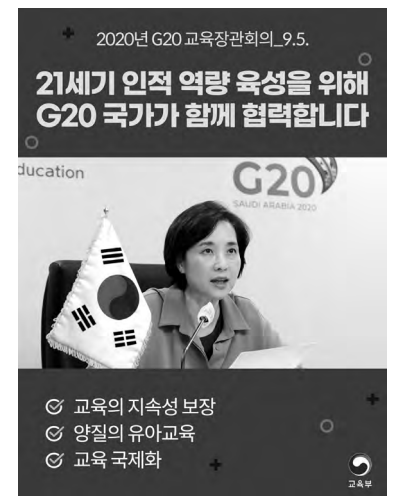 2020년 G20 교육장관회의_9.5.
21세기 인적 역량 육성을 위해
G20 국가가 함께 협력합니다
ducation
G20
SAUDI ARABIA 2020
교육의 지속성 보장
양질의 유아교육
교육 국제화
교육부